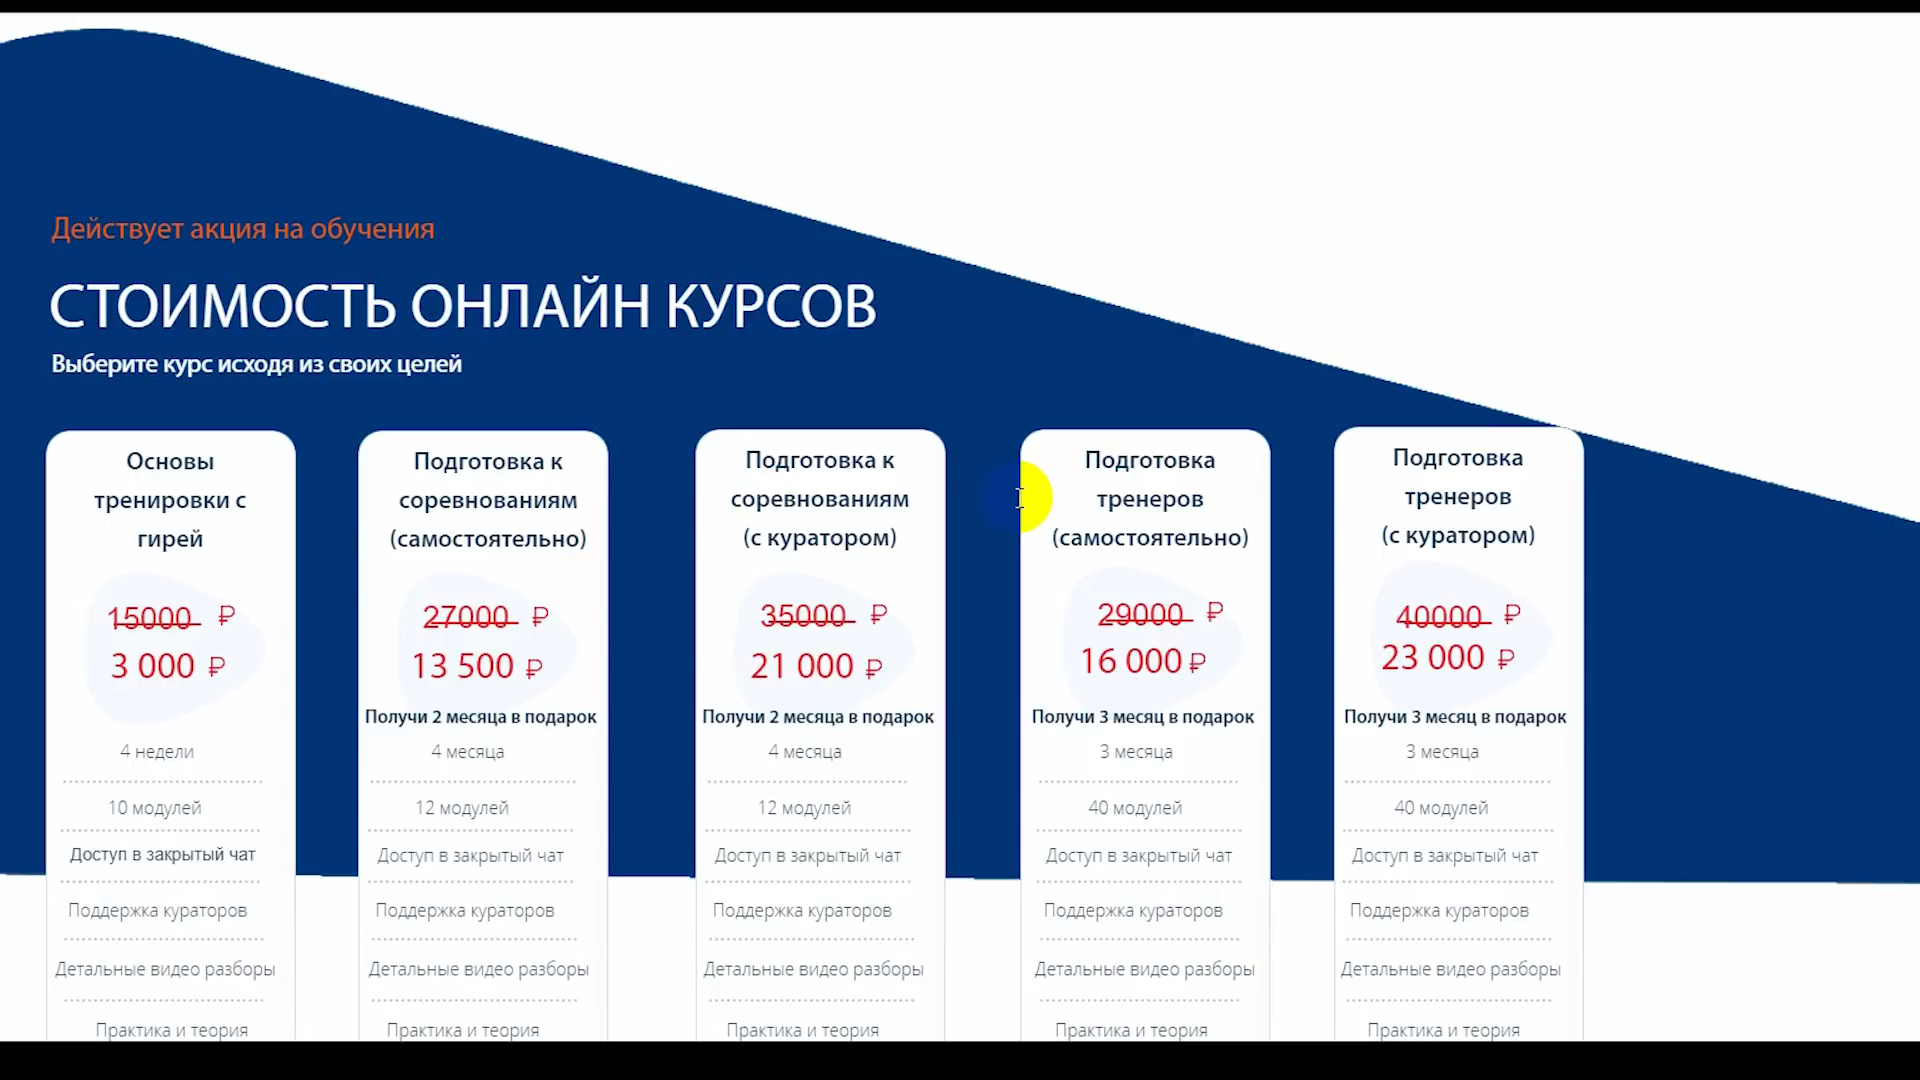 Действует акция на обучения
СТОИМОСТЬ ОНЛАЙН КУРСОВ
Выберите курс исходя из своих целей
Основы
тренировки с
гирей
15000 ₽
3 000 ₽
4 недели
10 модулей
Доступ в закрытый чат
Поддержка кураторов
Детальные видео разборы
Практика и теория
Подготовка к
соревнованиям
(самостоятельно)
27000 ₽
13 500 ₽
Получи 2 месяца в подарок
4 месяца
12 модулей
Доступ в закрытый чат
Поддержка кураторов
Детальные видео разборы
Практика и теория
Подготовка к
соревнованиям
(с куратором)
35000 ₽
21 000 ₽
Получи 2 месяца в подарок
4 месяца
12 модулей
Доступ в закрытый чат
Поддержка кураторов
Детальные видео разборы
Практика и теория
Подготовка
тренеров
(самостоятельно)
29000 ₽
16 000 ₽
Получи 3 месяц в подарок
3 месяца
40 модулей
Доступ в закрытый чат
Поддержка кураторов
Детальные видео разборы
Практика и теория
Подготовка
тренеров
(с куратором)
40000 ₽
23 000 ₽
Получи 3 месяц в подарок
3 месяца
40 модулей
Доступ в закрытый чат
Поддержка кураторов
Детальные видео разборы
Практика и теория